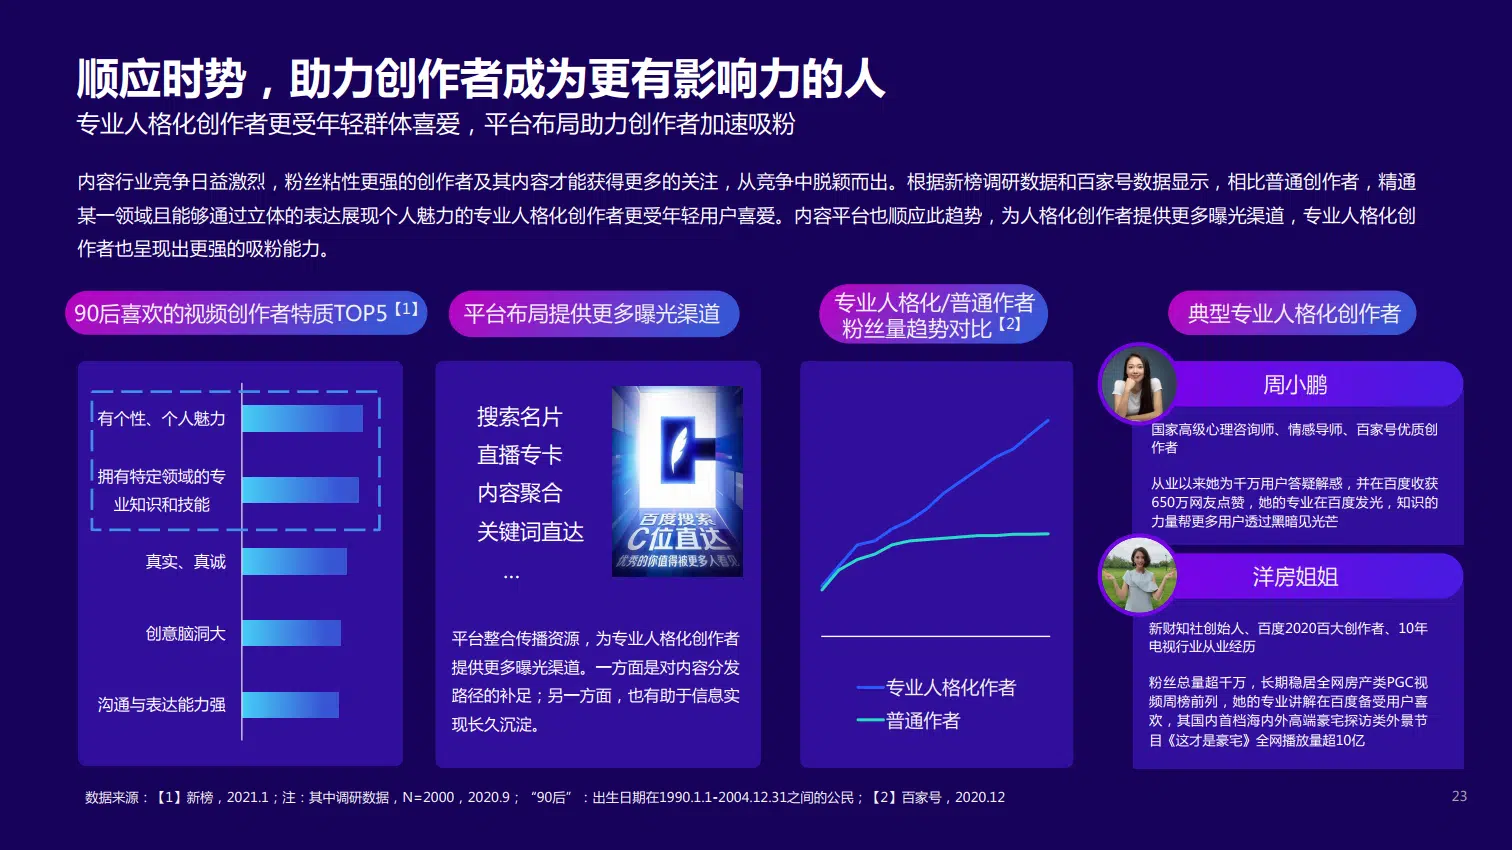 顺应时势，助力创作者成为更有影响力的人
专业人格化创作者更受年轻群体喜爱，平台布局助力创作者加速吸粉
内容行业竞争日益激烈，粉丝粘性更强的创作者及其内容才能获得更多的关注，从竞争中脱颖而出。根据新榜调研数据和百家号数据显示，相比普通创作者，精通
某一领域且能够通过立体的表达展现个人魅力的专业人格化创作者更受年轻用户喜爱。内容平台也顺应此趋势，为人格化创作者提供更多曝光渠道，专业人格化创
作者也呈现出更强的吸粉能力。
90后喜欢的视频创作者特质TOP5【1】
有个性、个人魅力
拥有特定领域的专
业知识和技能
真实、真诚
创意脑洞大
沟通与表达能力强
平台布局提供更多曝光渠道
搜索名片
直播专卡
内容聚合
关键词直达
...
百度搜索
C位直达
优秀的你值得被更多人看见
平台整合传播资源，为专业人格化创作者
提供更多曝光渠道。一方面是对内容分发
路径的补足；另一方面，也有助于信息实
现长久沉淀。
专业人格化/普通作者
粉丝量趋势对比【2】
专业人格化作者
普通作者
典型专业人格化创作者
周小鹏
国家高级心理咨询师、情感导师、百家号优质创
作者
从业以来她为千万用户答疑解惑，并在百度收获
650万网友点赞，她的专业在百度发光，知识的
力量帮更多用户透过黑暗见光芒
洋房姐姐
新财知社创始人、百度2020百大创作者、10年
电视行业从业经历
粉丝总量超千万，长期稳居全网房产类PGC视
频周榜前列，她的专业讲解在百度备受用户喜
欢，其国内首档海内外高端豪宅探访类外景节
目《这才是豪宅》全网播放量超10亿
数据来源：【1】新榜，2021.1；注：其中调研数据，N=2000，2020.9；“90后”：出生日期在1990.1.1-2004.12.31之间的公民；【2】百家号，2020.12
23